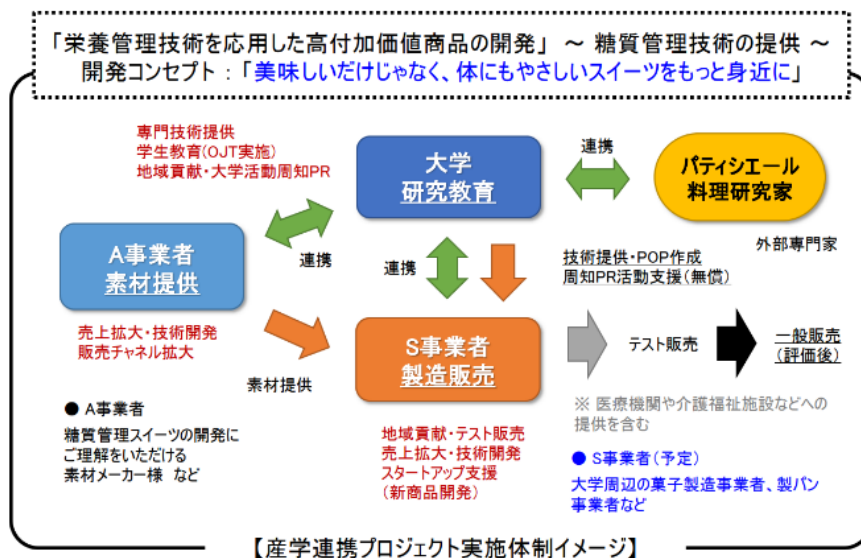 「栄養管理技術を応用した高付加価値商品の開発」 ～ 糖質管理技術の提供 ～
開発コンセプト：「美味しいだけじゃなく、体にもやさしいスイーツをもっと身近に」
専門技術提供
学生教育(OJT実施)
地域貢献・大学活動周知PR
大学
研究教育
連携
パティシエール
料理研究家
外部専門家
A事業者
素材提供
連携
連携
技術提供・POP作成
周知PR活動支援(無償)
売上拡大・技術開発
販売チャネル拡大
素材提供
S事業者
製造販売
テスト販売
一般販売
(評価後)
● A事業者
糖質管理スイーツの開発に
ご理解をいただける
素材メーカー様 など
地域貢献・テスト販売
売上拡大・技術開発
スタートアップ支援
(新商品開発)
※ 医療機関や介護福祉施設などへの
提供を含む
● S事業者(予定)
大学周辺の菓子製造事業者、製パン
事業者など
【産学連携プロジェクト実施体制イメージ】